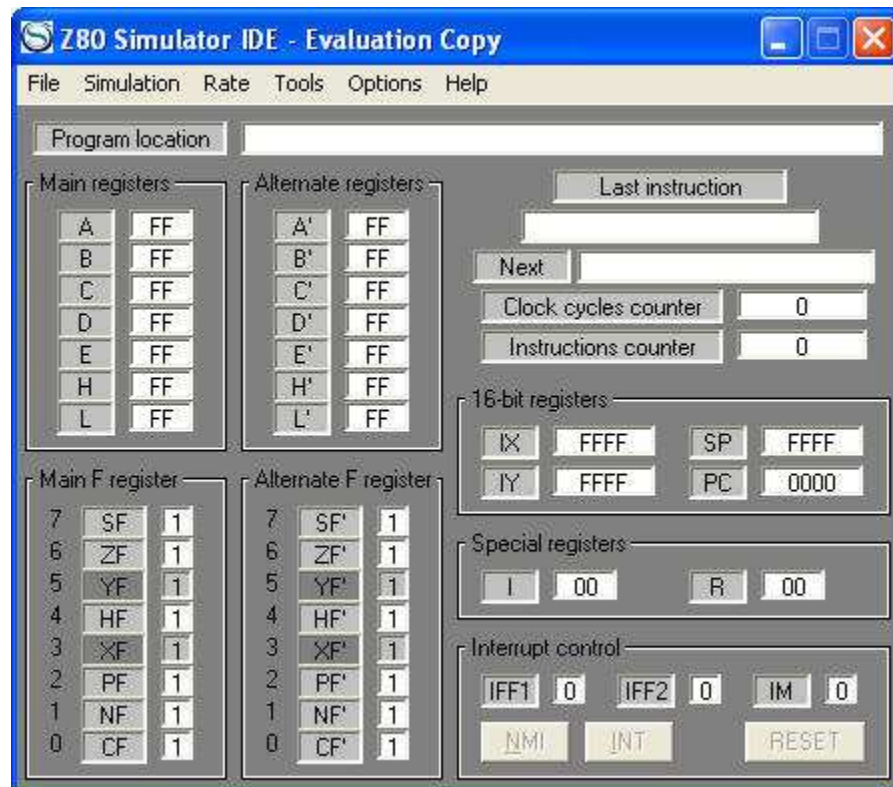 Z80 Simulator IDE - Evaluation Copy
File Simulation Rate Tools Options Help
Program location
Main registers
A FF
B FF
C FF
D FF
E FF
H FF
L FF
Alternate registers
A' FF
B' FF
C' FF
D' FF
E' FF
H' FF
L' FF
Last instruction
Next
Clock cycles counter 0
Instructions counter 0
16-bit registers
IX FFFF SP FFFF
IY FFFF PC 0000
Main F register
7 SF 1
6 ZF 1
5 YF 1
4 HF 1
3 XF 1
2 PF 1
1 NF 1
0 CF 1
Alternate F register
7 SF' 1
6 ZF' 1
5 YF' 1
4 HF' 1
3 XF' 1
2 PF' 1
1 NF' 1
0 CF' 1
Special registers
I 00 R 00
Interrupt control
IFF1 0 IFF2 0 IM 0
NMI INT RESET